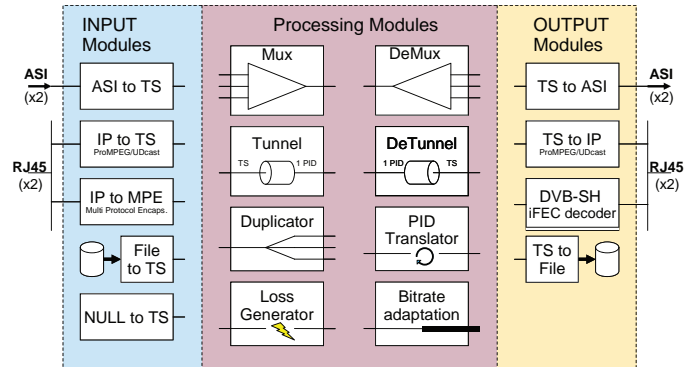 INPUT
Modules
ASI
(x2)
ASI to TS
IP to TS
ProMPEG/UDcast
RJ45
(x2)
IP to MPE
Multi Protocol Encaps.
File
to TS
NULL to TS
Processing Modules
Mux
DeMux
Tunnel
TS
1 PID
DeTunnel
1 PID
TS
Duplicator
PID
Translator
Loss
Generator
Bitrate
adaptation
OUTPUT
Modules
TS to ASI
ASI
(x2)
TS to IP
ProMPEG/UDcast
RJ45
(x2)
DVB-SH
iFEC decoder
TS to
File